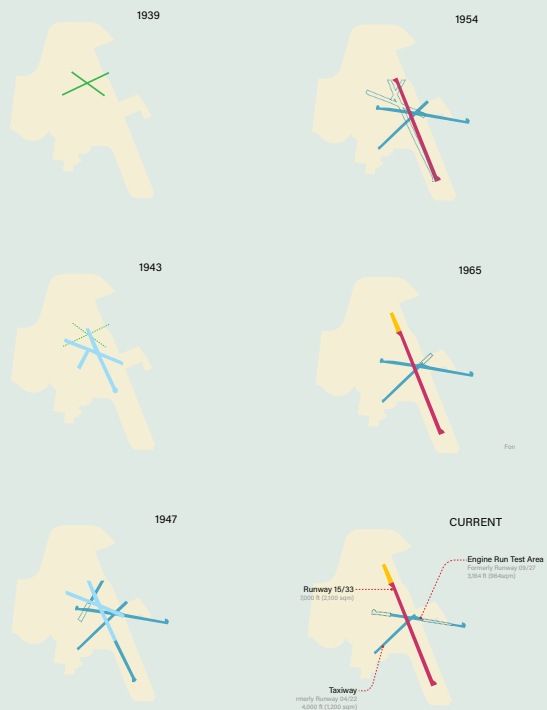 1939
1954
1943
1965
Fon
1947
CURRENT
Engine Run Test Area
Formerly Runway 09/27
3,164 ft (964sqm)
Runway 15/33
7,000 ft (2,100 sqm)
Taxiway
rmerly Runway 04/22
4,000 ft (1,200 sqm)